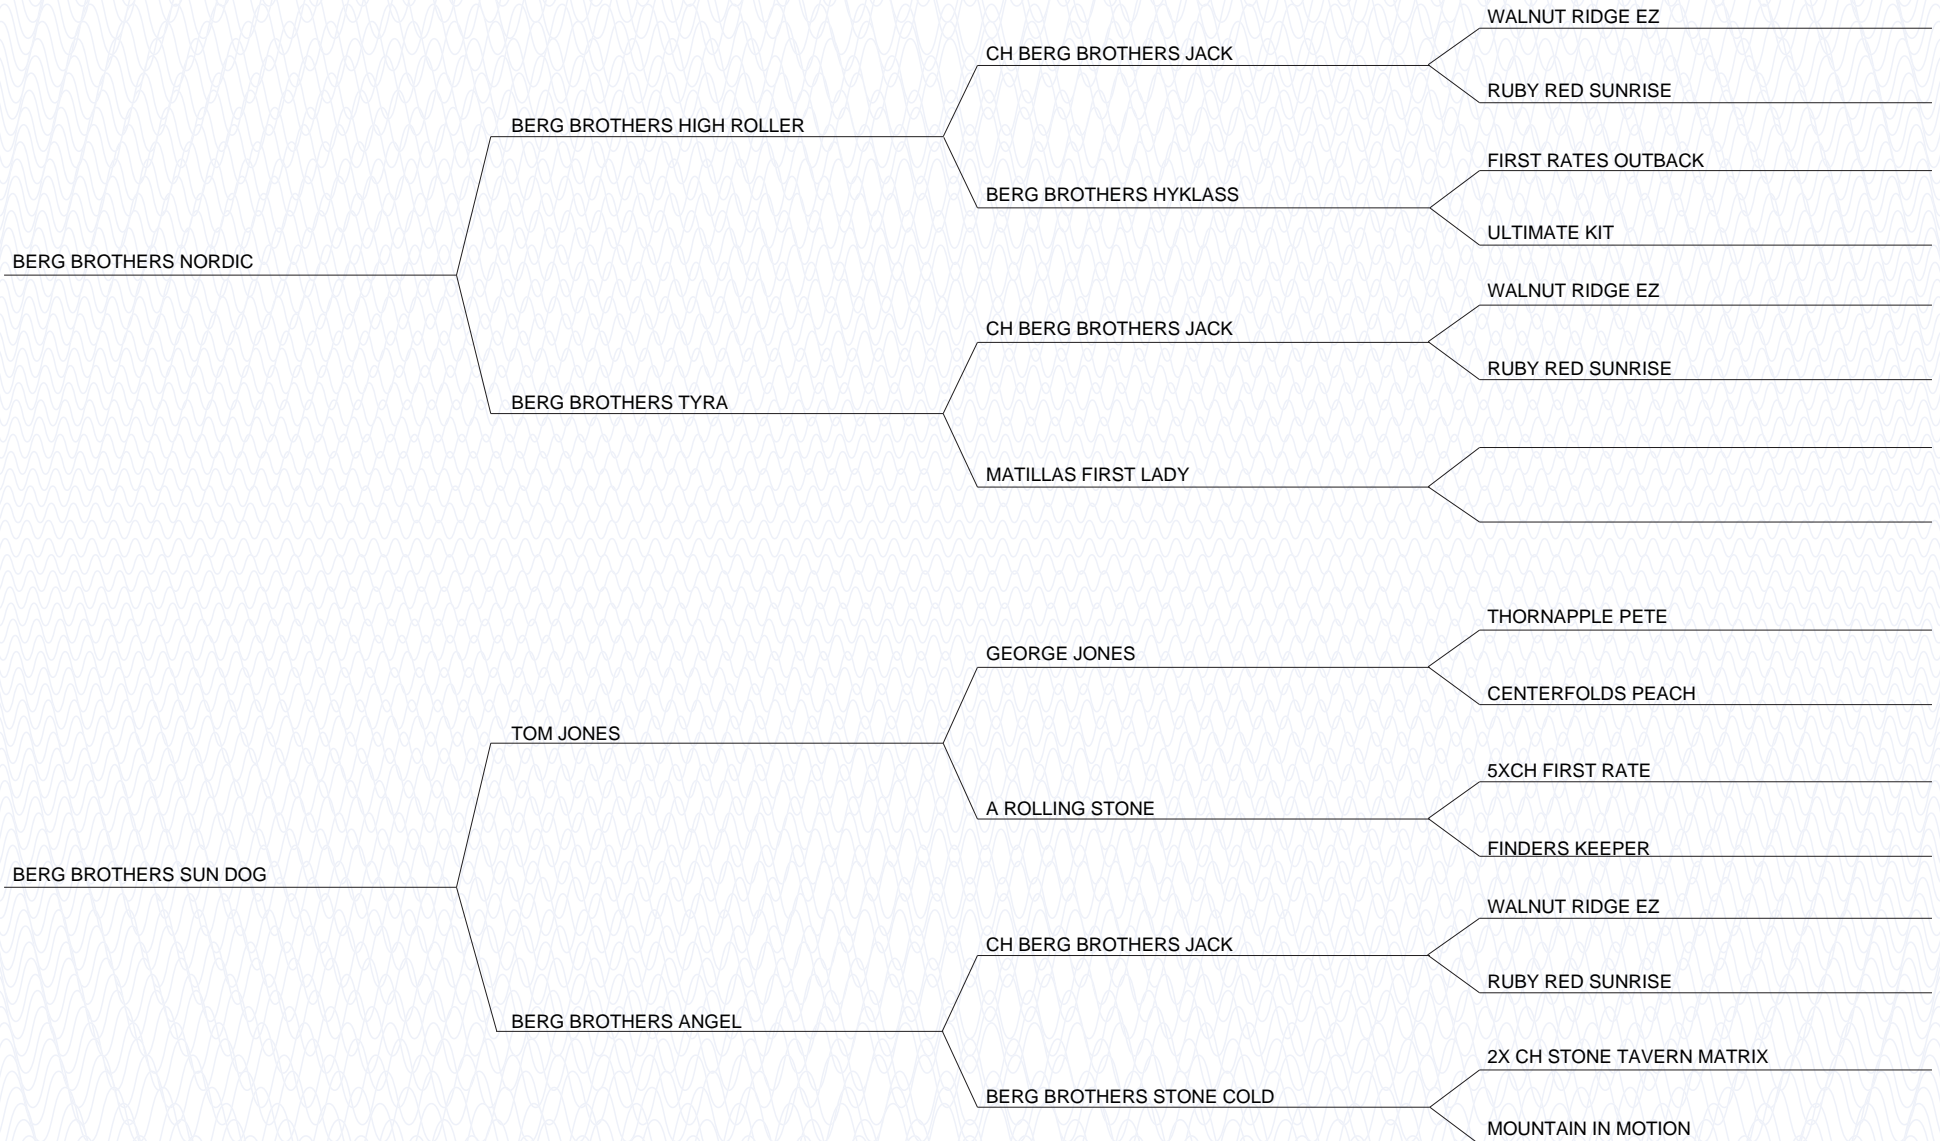 WALNUT RIDGE EZ
CH BERG BROTHERS JACK
RUBY RED SUNRISE
BERG BROTHERS HIGH ROLLER
FIRST RATES OUTBACK
BERG BROTHERS HYKLASS
ULTIMATE KIT
BERG BROTHERS NORDIC
WALNUT RIDGE EZ
CH BERG BROTHERS JACK
RUBY RED SUNRISE
BERG BROTHERS TYRA
MATILLAS FIRST LADY
THORNAPPLE PETE
GEORGE JONES
CENTERFOLDS PEACH
TOM JONES
5XCH FIRST RATE
A ROLLING STONE
FINDERS KEEPER
BERG BROTHERS SUN DOG
WALNUT RIDGE EZ
CH BERG BROTHERS JACK
RUBY RED SUNRISE
BERG BROTHERS ANGEL
2X CH STONE TAVERN MATRIX
BERG BROTHERS STONE COLD
MOUNTAIN IN MOTION